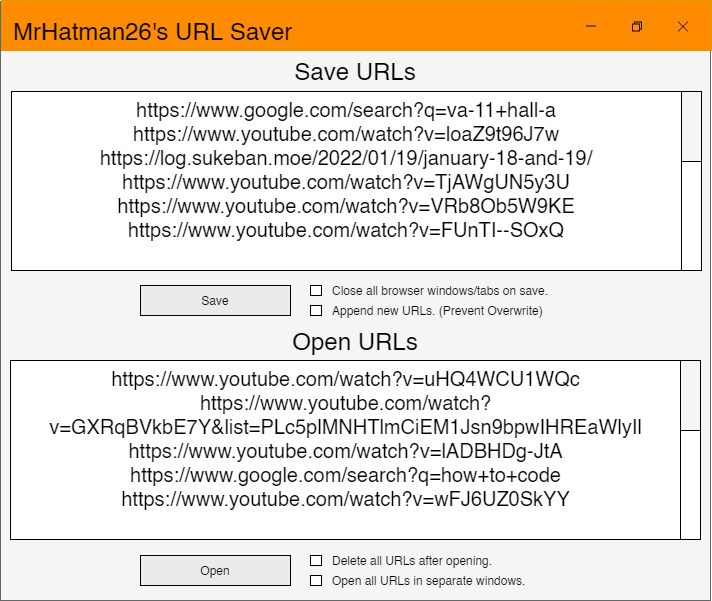 MrHatman26's URL Saver
Save URLs
https://www.google.com/search?q=va-11+hall-a
https://www.youtube.com/watch?v=loaZ9t96J7w
https://log.sukeban.moe/2022/01/19/january-18-and-19/
https://www.youtube.com/watch?v=TjAWgUN5y3U
https://www.youtube.com/watch?v=VRb8Ob5W9KE
https://www.youtube.com/watch?v=FUnTI--SOxQ
Save
Close all browser windows/tabs on save.
Append new URLs. (Prevent Overwrite)
Open URLs
https://www.youtube.com/watch?v=uHQ4WCU1WQc
https://www.youtube.com/watch?
v=GXRqBVkbE7Y&list=PLc5plMNHTlmCiEM1Jsn9bpwIHREaWlyIl
https://www.youtube.com/watch?v=lADBHDg-JtA
https://www.google.com/search?q=how+to+code
https://www.youtube.com/watch?v=wFJ6UZ0SkYY
Open
Delete all URLs after opening.
Open all URLs in separate windows.